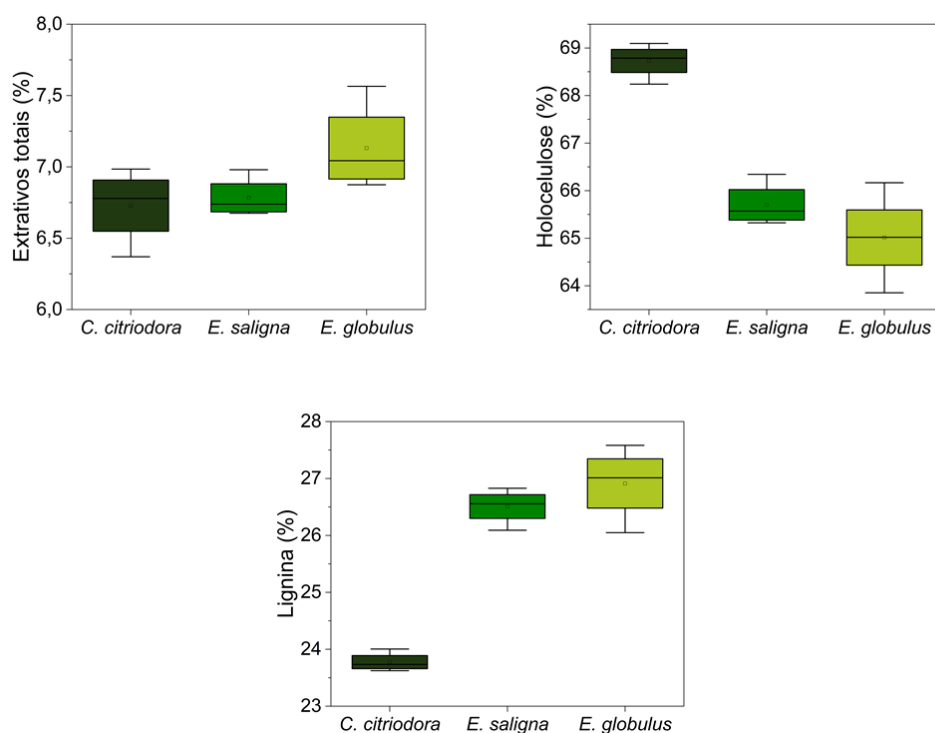 Extrativos totais (%)
8,0
7,5
7,0
6,5
6,0
C. citriodora E. saligna E. globulus
Holocelulose (%)
69
68
67
66
65
64
C. citriodora E. saligna E. globulus
Lignina (%)
28
27
26
25
24
23
C. citriodora E. saligna E. globulus